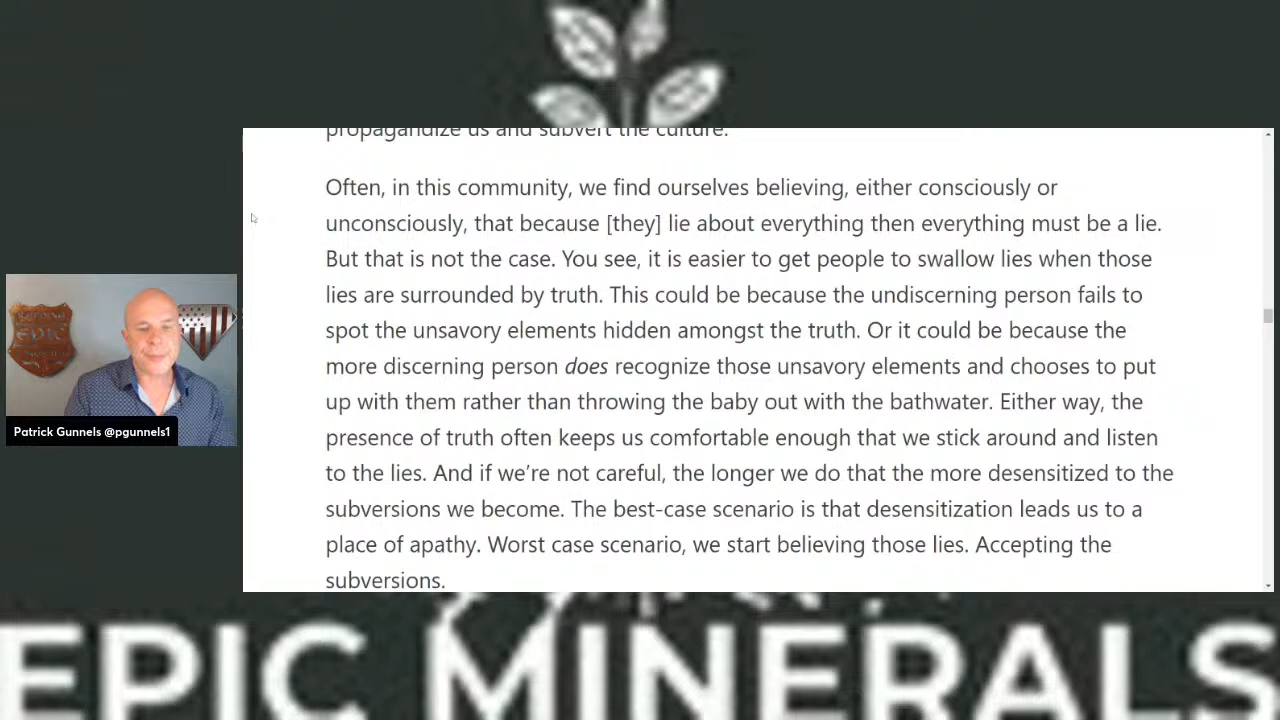 propagandize us and subvert the culture.
Often, in this community, we find ourselves believing, either consciously or
unconsciously, that because [they] lie about everything then everything must be a lie.
But that is not the case. You see, it is easier to get people to swallow lies when those
lies are surrounded by truth. This could be because the undiscerning person fails to
spot the unsavory elements hidden amongst the truth. Or it could be because the
more discerning person does recognize those unsavory elements and chooses to put
up with them rather than throwing the baby out with the bathwater. Either way, the
presence of truth often keeps us comfortable enough that we stick around and listen
to the lies. And if we’re not careful, the longer we do that the more desensitized to the
subversions we become. The best-case scenario is that desensitization leads us to a
place of apathy. Worst case scenario, we start believing those lies. Accepting the
subversions.
EPIC
Patrick Gunnels @pgunnels1
EPIC MINERALS